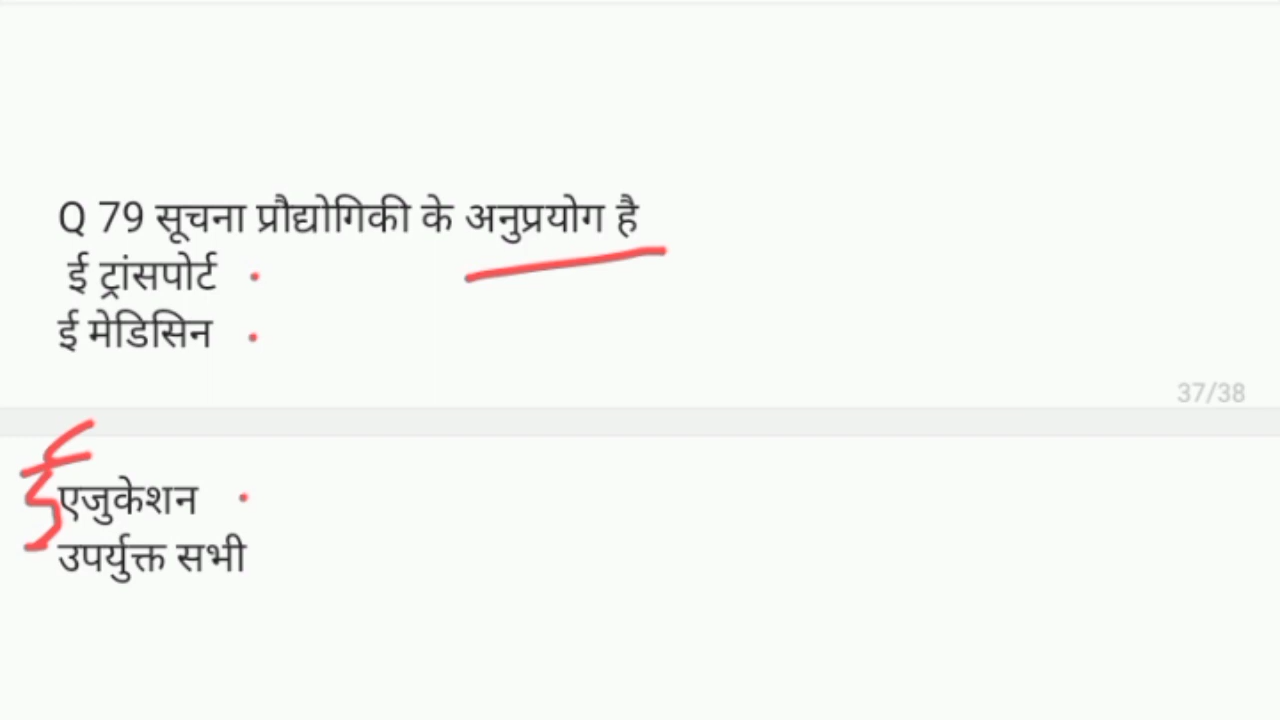 Q 79 सूचना प्रौद्योगिकी के अनुप्रयोग है
ई ट्रांसपोर्ट
ई मेडिसिन
37/38
ई
एजुकेशन
उपर्युक्त सभी